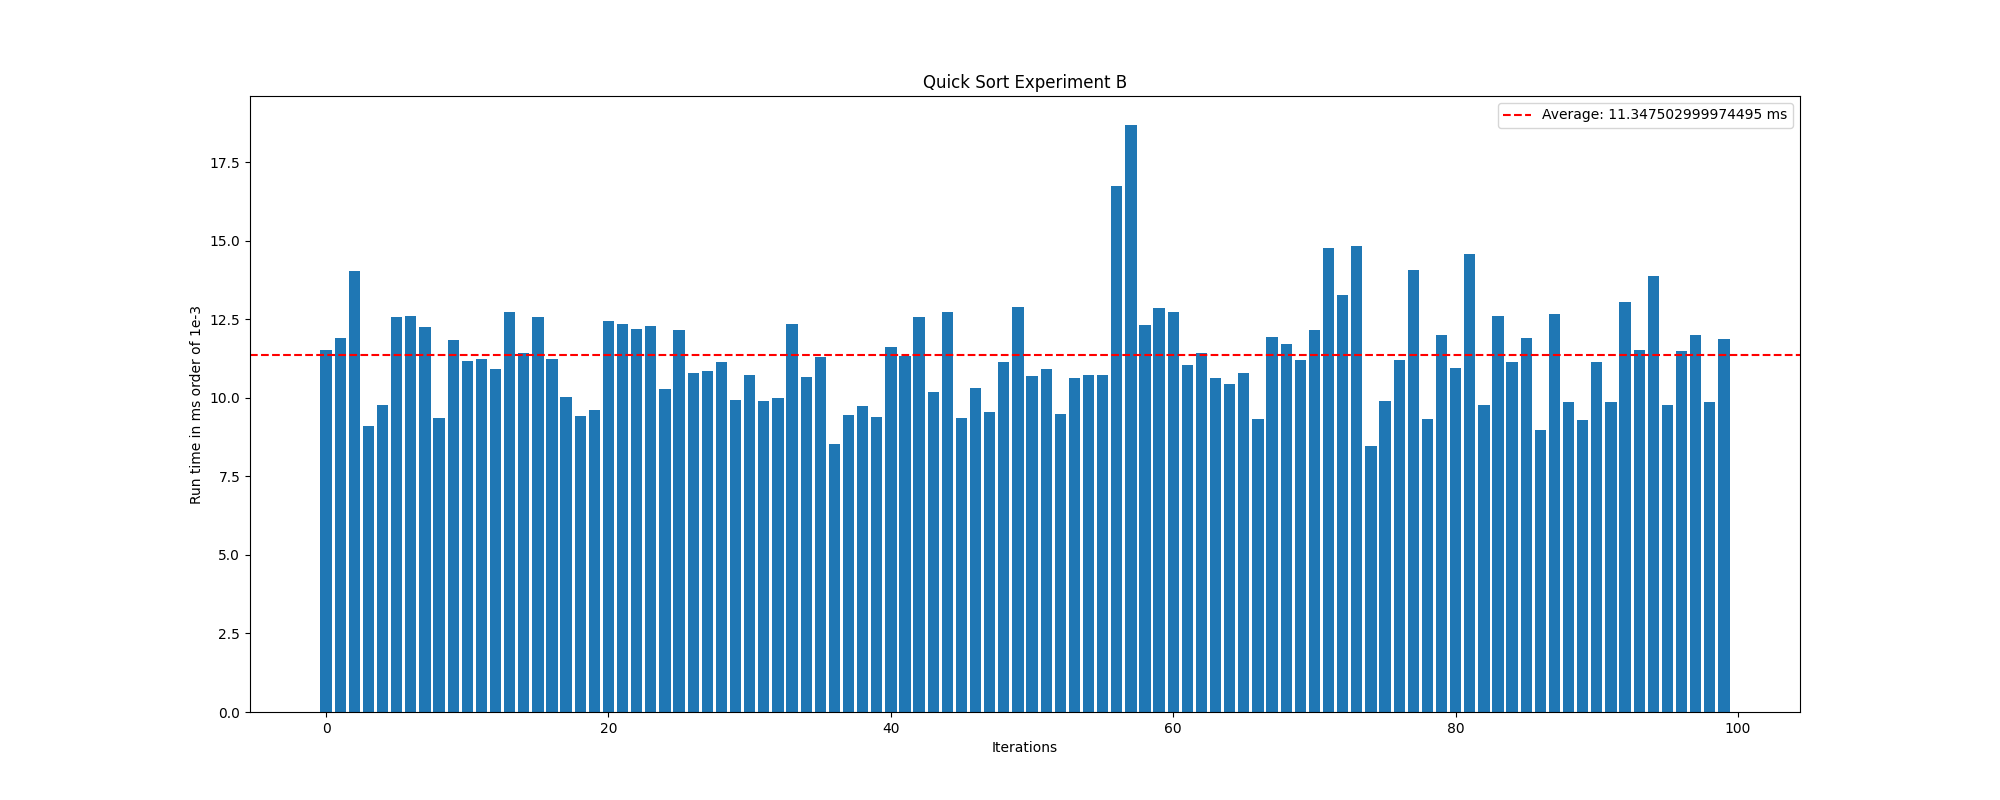 Quick Sort Experiment B
Average: 11.347502999974495 ms
Run time in ms order of 1e-3
17.5
15.0
12.5
10.0
7.5
5.0
2.5
0.0
0 20 40 60 80 100
Iterations